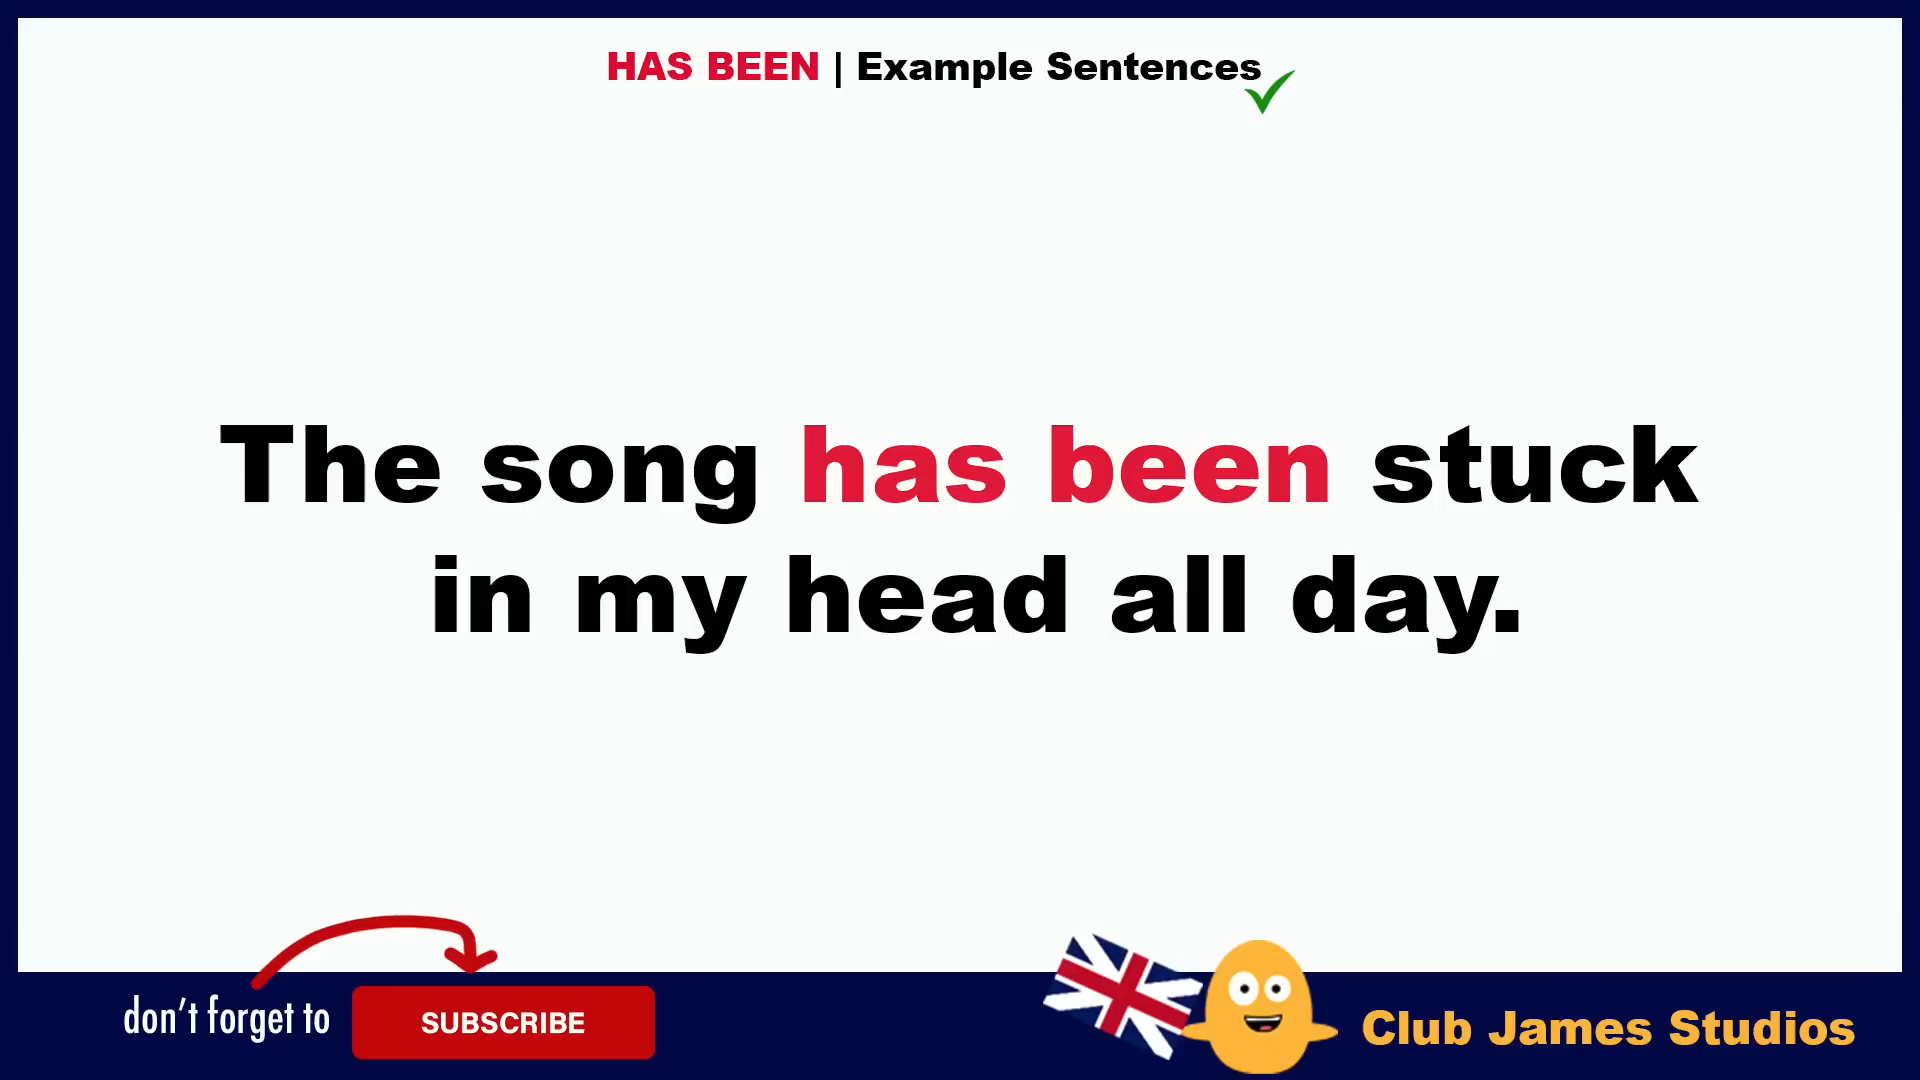 HAS BEEN | Example Sentences
The song has been stuck
in my head all day.
don't forget to
SUBSCRIBE
Club James Studios